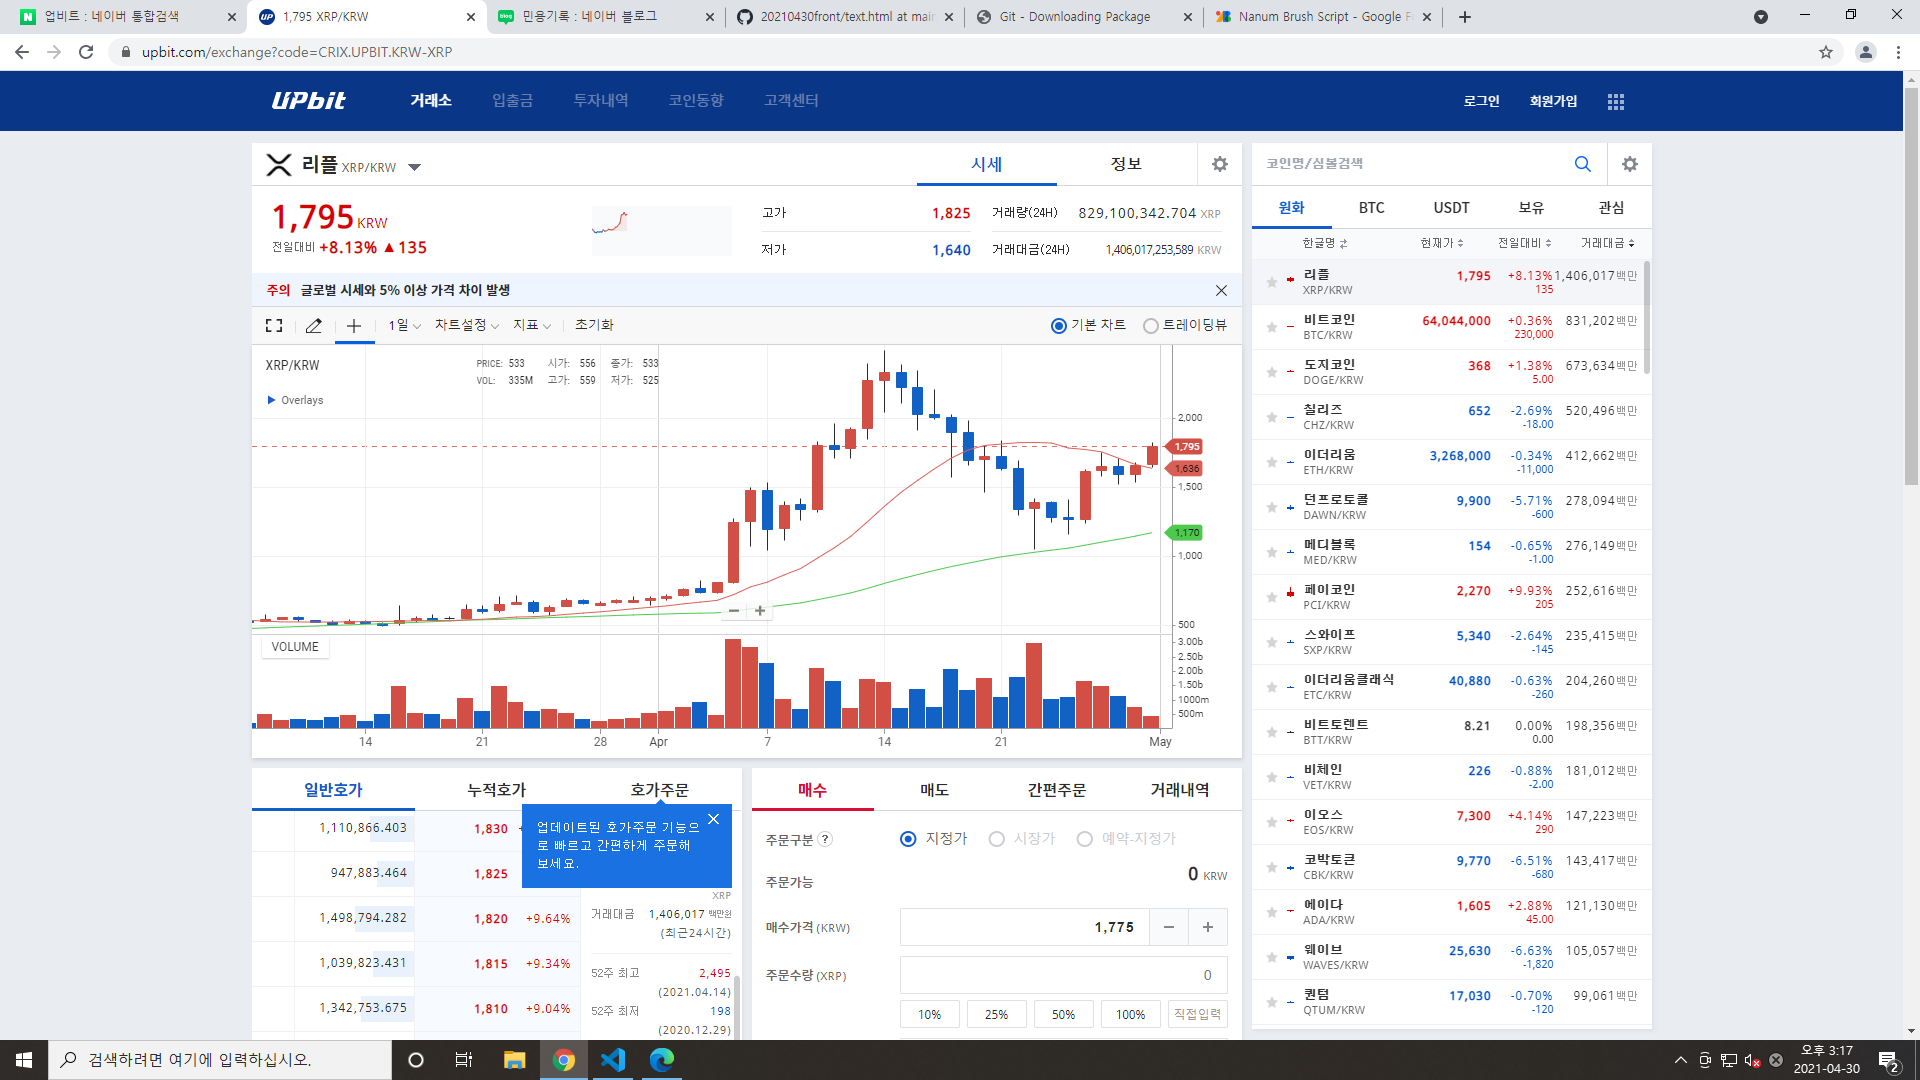 업비트 : 네이버 통합검색
1,795 XRP/KRW
민용기록 : 네이버 블로그
20210430front/text.html at main
Git - Downloading Package
Nanum Brush Script - Google F
upbit.com/exchange?code=CRIX.UPBIT.KRW-XRP
UPbit
거래소
입출금
투자내역
코인동향
고객센터
로그인
회원가입
리플 XRP/KRW
시세
정보
1,795 KRW
전일대비 +8.13% ▲135
고가 1,825
저가 1,640
거래량(24H) 829,100,342.704 XRP
거래대금(24H) 1,406,017,253,589 KRW
주의 글로벌 시세와 5% 이상 가격 차이 발생
1일
차트설정
지표
초기화
기본 차트
트레이딩뷰
XRP/KRW
PRICE: 533 시가: 556 종가: 533
VOL: 335M 고가: 559 저가: 525
Overlays
2,000
1,795
1,636
1,500
1,170
1,000
500
VOLUME
3.00b
2.50b
2.00b
1.50b
1000m
500m
14
21
28
Apr
7
14
21
May
일반호가
누적호가
호가주문
업데이트된 호가주문 기능으
로 빠르고 간편하게 주문해
보세요.
1,110,866.403 1,830
947,883.464 1,825
1,498,794.282 1,820 +9.64%
1,039,823.431 1,815 +9.34%
1,342,753.675 1,810 +9.04%
XRP
거래대금 1,406,017 백만원
(최근24시간)
52주 최고 2,495
(2021.04.14)
52주 최저 198
(2020.12.29)
매수
매도
간편주문
거래내역
주문구분 ?
지정가
시장가
예약-지정가
주문가능 0 KRW
매수가격 (KRW) 1,775 − +
주문수량 (XRP) 0
10% 25% 50% 100% 직접입력
코인명/심볼검색
원화 BTC USDT 보유 관심
한글명 현재가 전일대비 거래대금
리플 1,795 +8.13% 1,406,017백만
XRP/KRW 135
비트코인 64,044,000 +0.36% 831,202백만
BTC/KRW 230,000
도지코인 368 +1.38% 673,634백만
DOGE/KRW 5.00
칠리즈 652 -2.69% 520,496백만
CHZ/KRW -18.00
이더리움 3,268,000 -0.34% 412,662백만
ETH/KRW -11,000
던프로토콜 9,900 -5.71% 278,094백만
DAWN/KRW -600
메디블록 154 -0.65% 276,149백만
MED/KRW -1.00
페이코인 2,270 +9.93% 252,616백만
PCI/KRW 205
스와이프 5,340 -2.64% 235,415백만
SXP/KRW -145
이더리움클래식 40,880 -0.63% 204,260백만
ETC/KRW -260
비트토렌트 8.21 0.00% 198,356백만
BTT/KRW 0.00
비체인 226 -0.88% 181,012백만
VET/KRW -2.00
이오스 7,300 +4.14% 147,223백만
EOS/KRW 290
코박토큰 9,770 -6.51% 143,417백만
CBK/KRW -680
에이다 1,605 +2.88% 121,130백만
ADA/KRW 45.00
웨이브 25,630 -6.63% 105,057백만
WAVES/KRW -1,820
퀀텀 17,030 -0.70% 99,061백만
QTUM/KRW -120
검색하려면 여기에 입력하십시오.
오후 3:17
2021-04-30
2